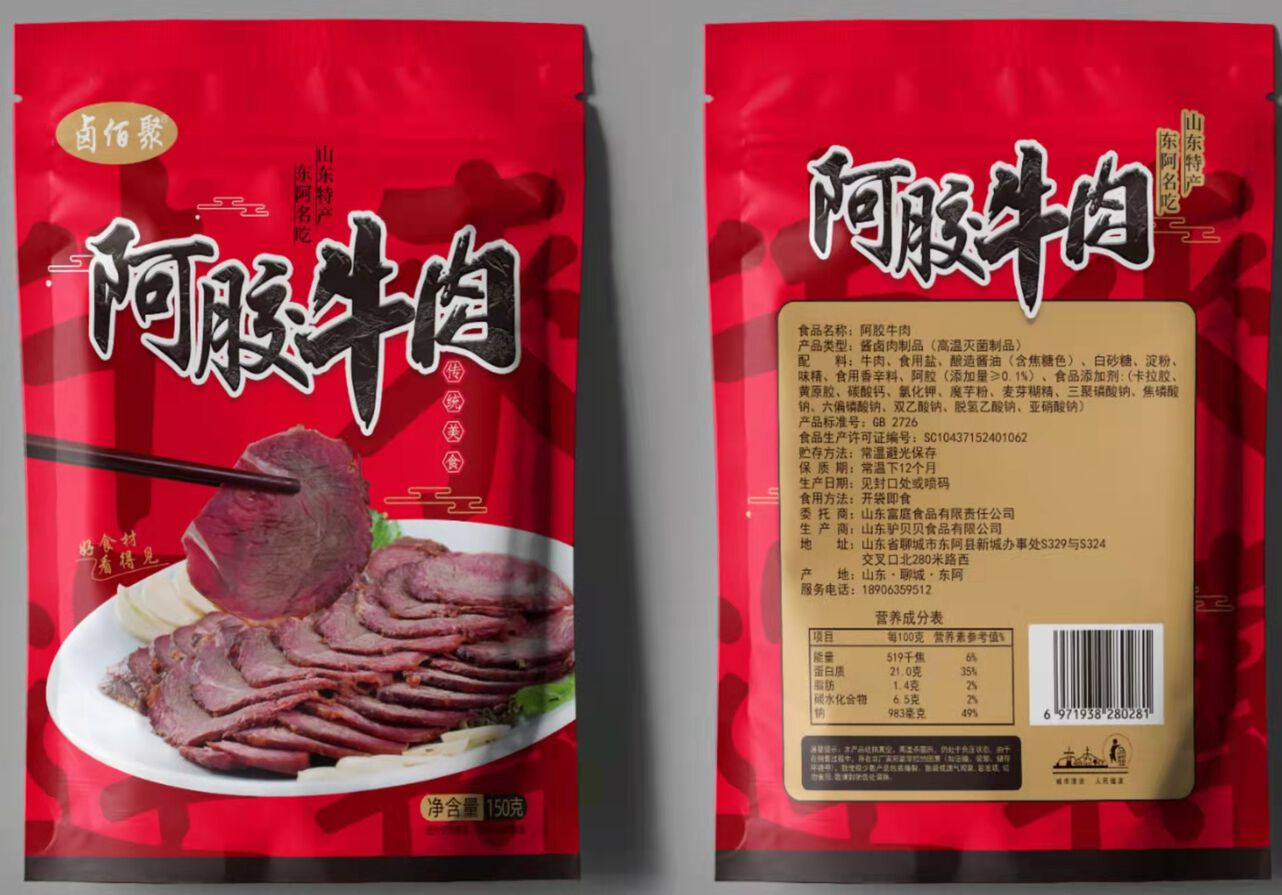 卤佰聚
山东特产
东阿名吃
阿胶牛肉
传统美食
好食材
看得见
净含量 150克
山东特产
东阿名吃
阿胶牛肉
食品名称：阿胶牛肉
产品类型：酱卤肉制品（高温灭菌制品）
配 料：牛肉、食用盐、酿造酱油（含焦糖色）、白砂糖、淀粉、
味精、食用香辛料、阿胶（添加量≥0.1%）、食品添加剂:(卡拉胶、
黄原胶、碳酸钙、氯化钾、魔芋粉、麦芽糊精、三聚磷酸钠、焦磷酸
钠、六偏磷酸钠、双乙酸钠、脱氢乙酸钠、亚硝酸钠）
产品标准号：GB 2726
食品生产许可证编号：SC10437152401062
贮存方法：常温避光保存
保 质 期：常温下12个月
生产日期：见封口处或喷码
食用方法：开袋即食
委 托 商：山东富庭食品有限责任公司
生 产 商：山东驴贝贝食品有限公司
地 址：山东省聊城市东阿县新城办事处S329与S324
交叉口北280米路西
产 地：山东·聊城·东阿
服务电话：18906359512
营养成分表
项目 每100克 营养素参考值%
能量 519千焦 6%
蛋白质 21.0克 35%
脂肪 1.4克 2%
碳水化合物 6.5克 2%
钠 983毫克 49%
6 971938 280281